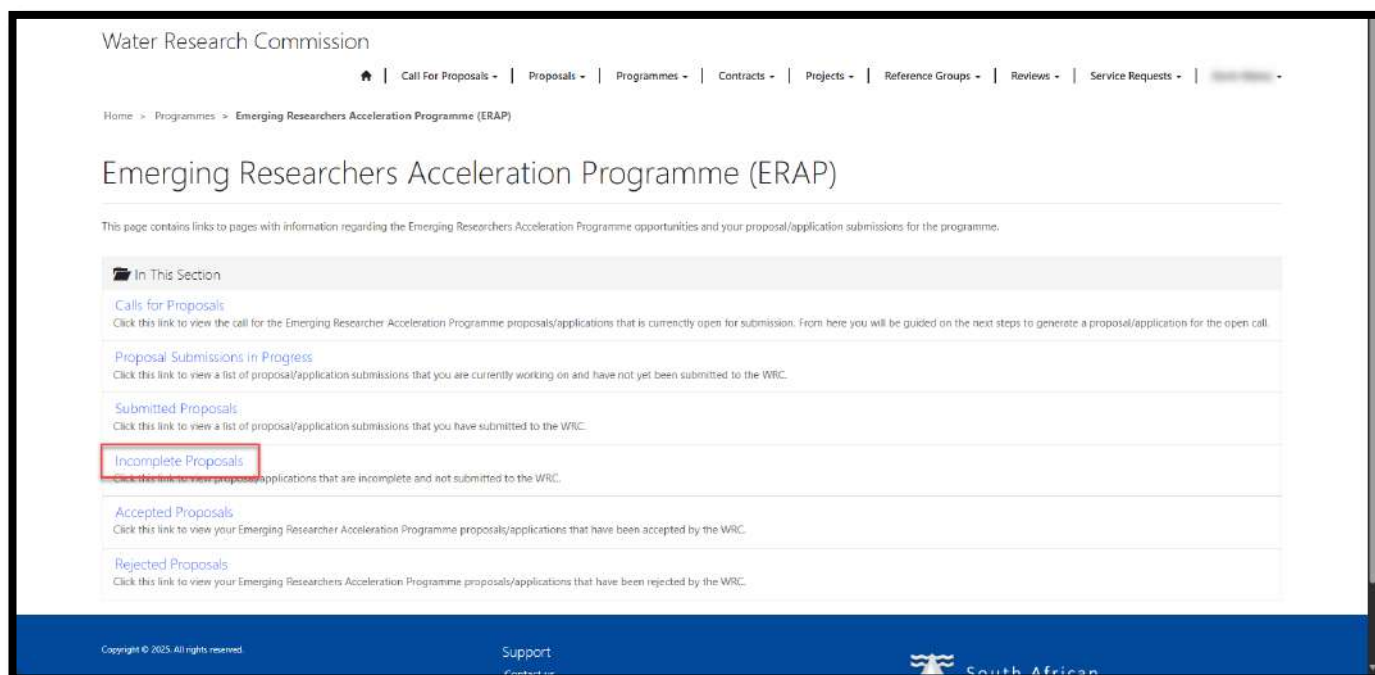 Water Research Commission
Call For Proposals | Proposals | Programmes | Contracts | Projects | Reference Groups | Reviews | Service Requests |
Home > Programmes > Emerging Researchers Acceleration Programme (ERAP)
Emerging Researchers Acceleration Programme (ERAP)
This page contains links to pages with information regarding the Emerging Researchers Acceleration Programme opportunities and your proposal/application submissions for the programme.
In This Section
Calls for Proposals
Click this link to view the call for the Emerging Researcher Acceleration Programme proposals/applications that is currenctly open for submission. From here you will be guided on the next steps to generate a proposal/application for the open call.
Proposal Submissions in Progress
Click this link to view a list of proposal/application submissions that you are currently working on and have not yet been submitted to the WRC.
Submitted Proposals
Click this link to view a list of proposal/application submissions that you have submitted to the WRC.
Incomplete Proposals
Click this link to view proposal/applications that are incomplete and not submitted to the WRC.
Accepted Proposals
Click this link to view your Emerging Researcher Acceleration Programme proposals/applications that have been accepted by the WRC.
Rejected Proposals
Click this link to view your Emerging Researchers Acceleration Programme proposals/applications that have been rejected by the WRC.
Copyright © 2025. All rights reserved.
Support
Contact us
South African